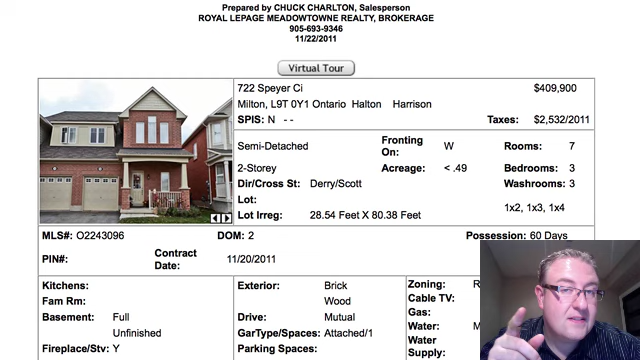 Prepared by CHUCK CHARLTON, Salesperson
ROYAL LEPAGE MEADOWTOWNE REALTY, BROKERAGE
905-693-9346
11/22/2011
Virtual Tour
722 Speyer Ci $409,900
Milton, L9T 0Y1 Ontario Halton Harrison
SPIS: N - - Taxes: $2,532/2011
Semi-Detached Fronting On: W Rooms: 7
2-Storey Acreage: < .49 Bedrooms: 3
Dir/Cross St: Derry/Scott Washrooms: 3
Lot: 1x2, 1x3, 1x4
Lot Irreg: 28.54 Feet X 80.38 Feet
MLS#: O2243096 DOM: 2 Possession: 60 Days
PIN#: Contract Date: 11/20/2011
Kitchens: Exterior: Brick Zoning: R
Fam Rm: Wood Cable TV:
Basement: Full Drive: Mutual Gas:
Unfinished GarType/Spaces: Attached/1 Water: M
Fireplace/Stv: Y Parking Spaces: Water Supply: